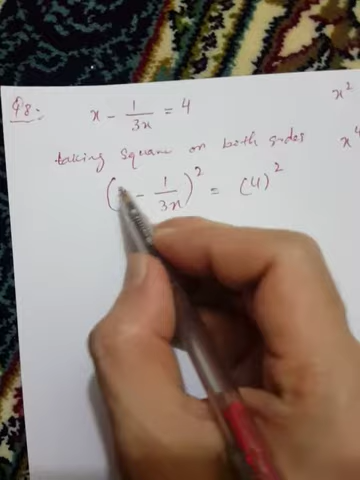 Q8:
x - 1/3x = 4
x²
taking square on both sides
x⁴
( - 1/3x)² = (4)²